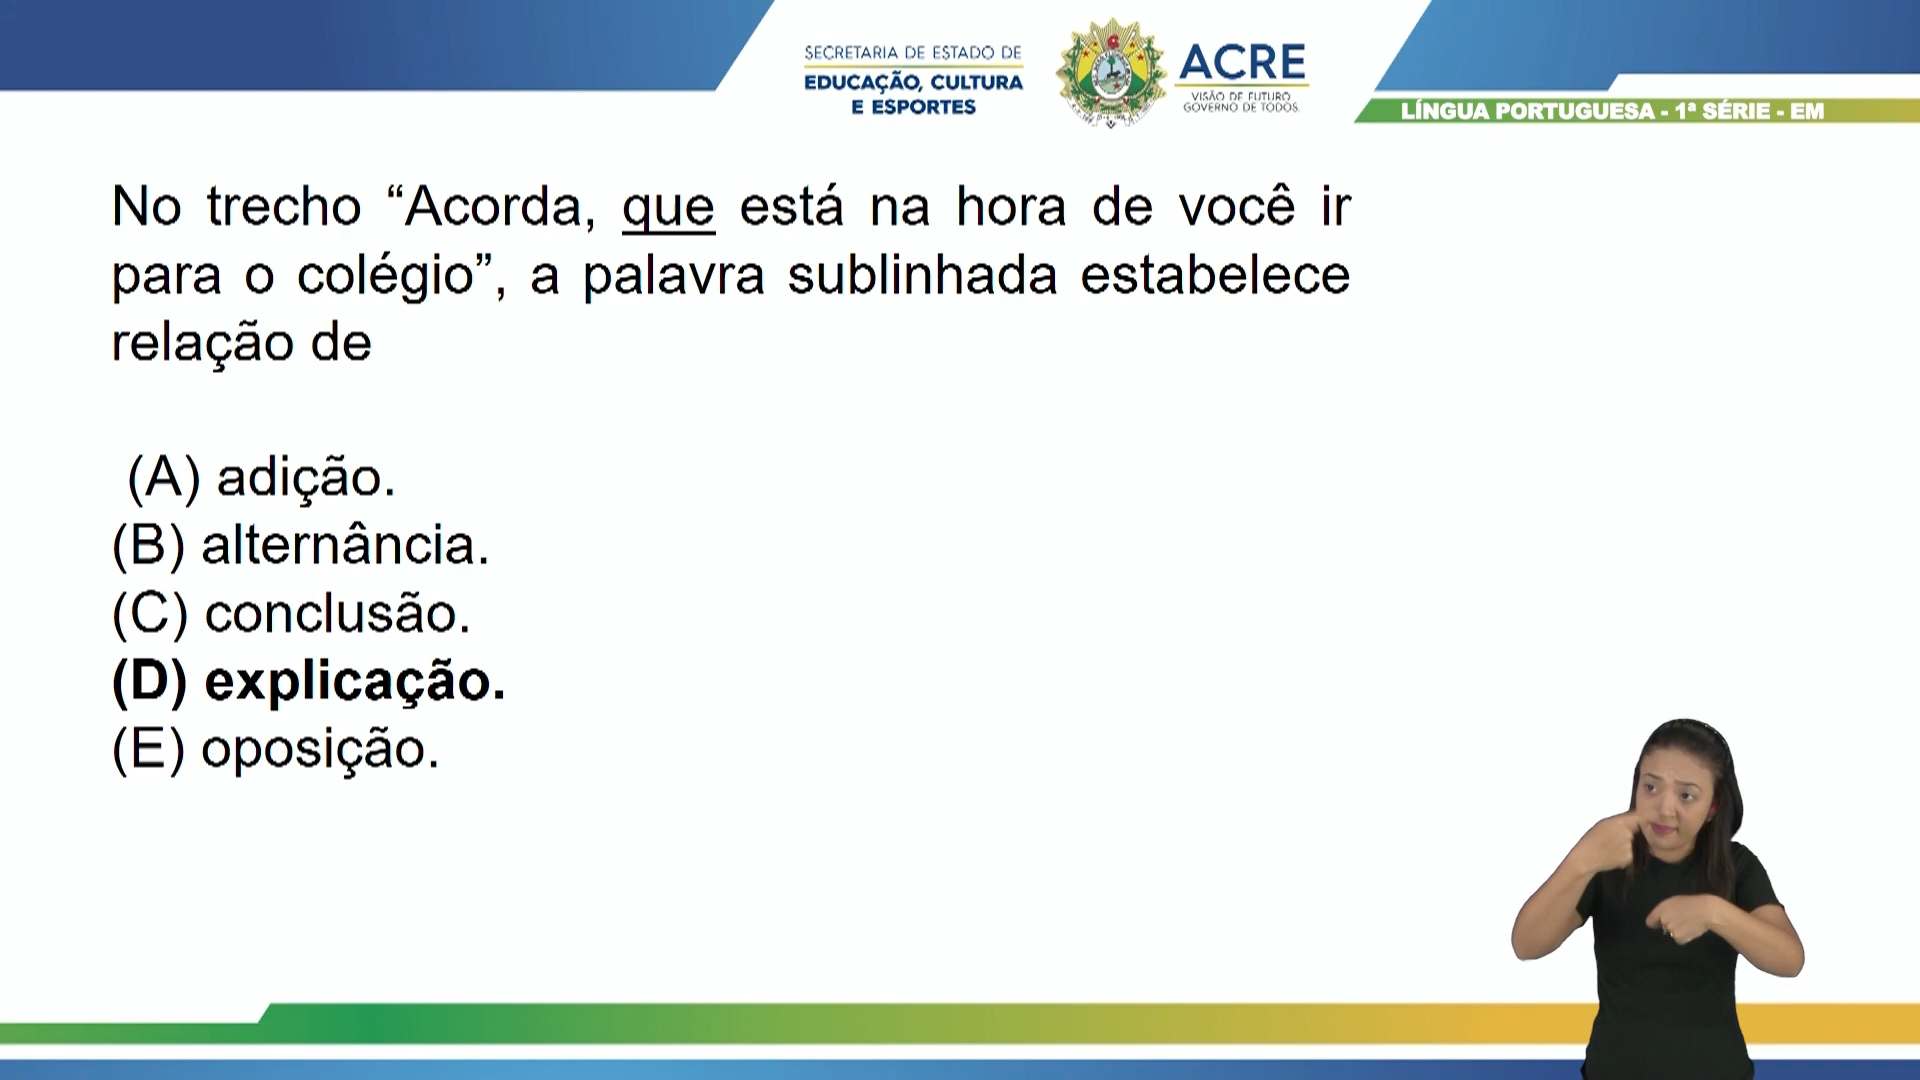 SECRETARIA DE ESTADO DE
EDUCAÇÃO, CULTURA
E ESPORTES
ACRE
VISÃO DE FUTURO
GOVERNO DE TODOS.
LÍNGUA PORTUGUESA - 1ª SÉRIE - EM
No trecho “Acorda, que está na hora de você ir
para o colégio”, a palavra sublinhada estabelece
relação de
(A) adição.
(B) alternância.
(C) conclusão.
(D) explicação.
(E) oposição.